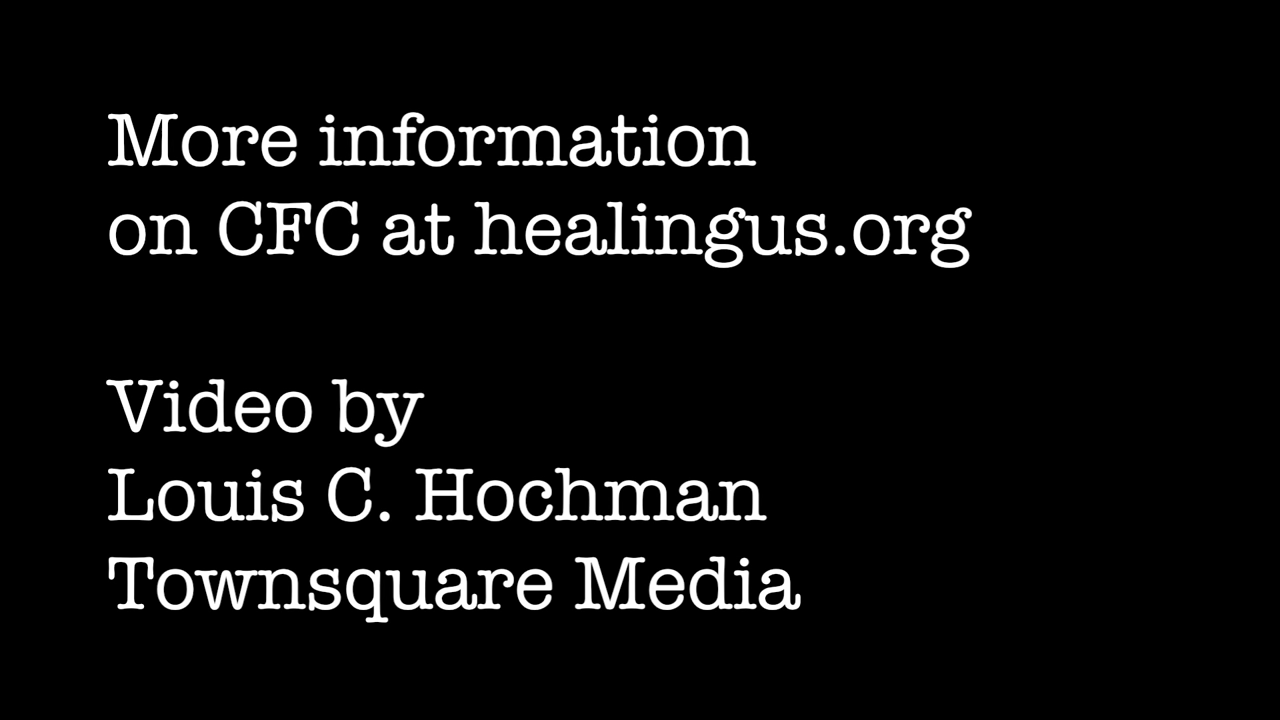 More information
on CFC at healingus.org
Video by
Louis C. Hochman
Townsquare Media